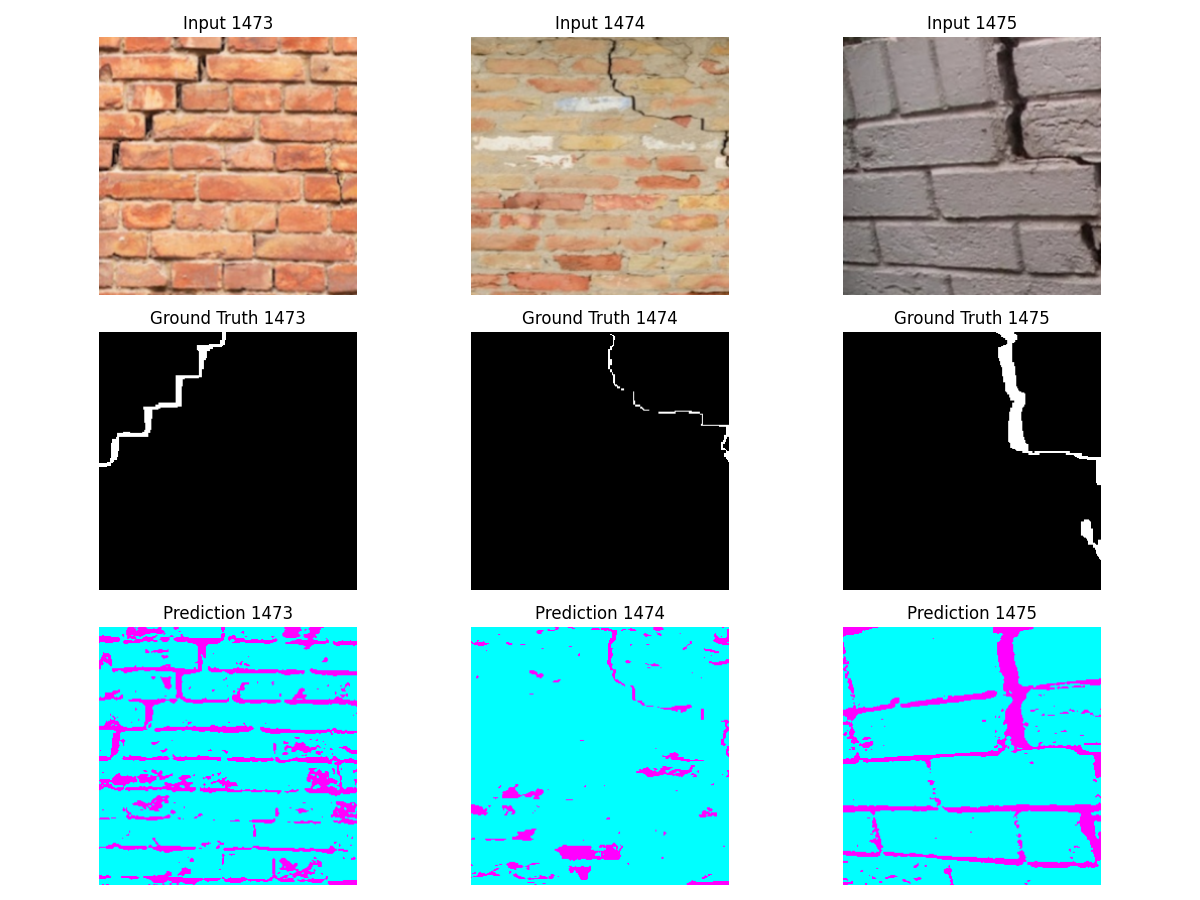 Input 1473
Input 1474
Input 1475
Ground Truth 1473
Ground Truth 1474
Ground Truth 1475
Prediction 1473
Prediction 1474
Prediction 1475